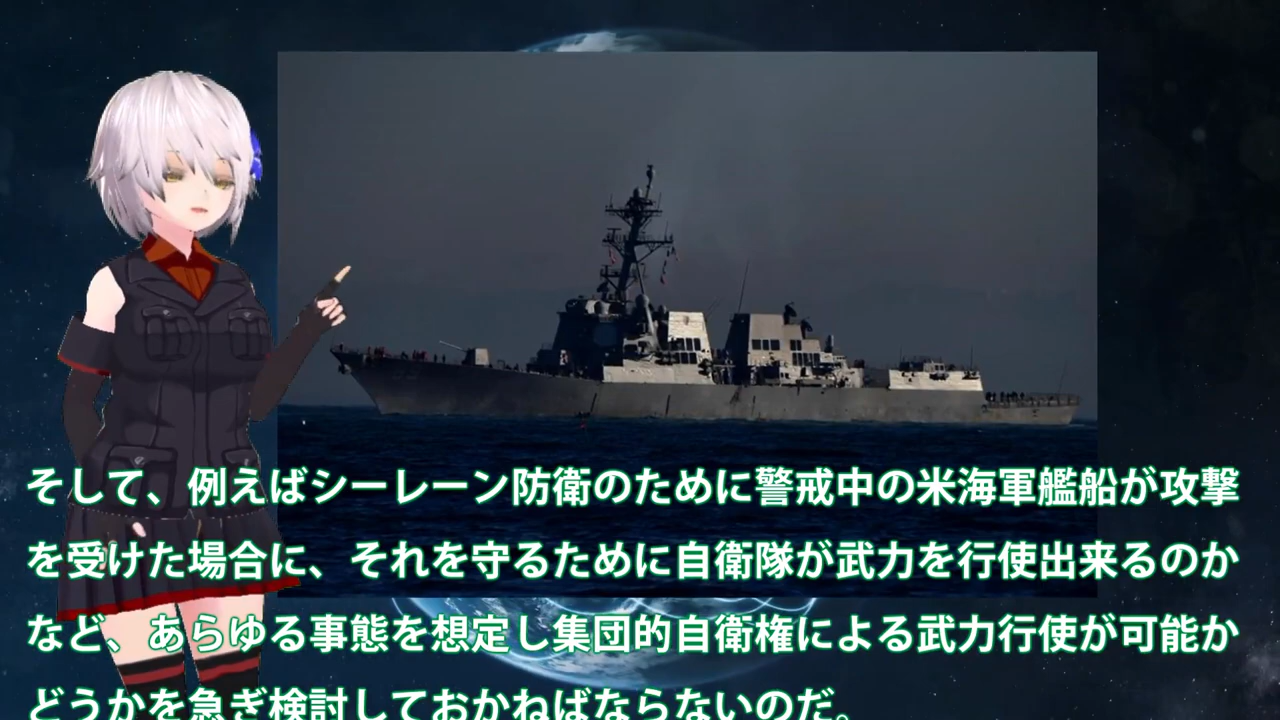 そして、例えばシーレーン防衛のために警戒中の米海軍艦船が攻撃
を受けた場合に、それを守るために自衛隊が武力を行使出来るのか
など、あらゆる事態を想定し集団的自衛権による武力行使が可能か
どうかを急ぎ検討しておかねばならないのだ。